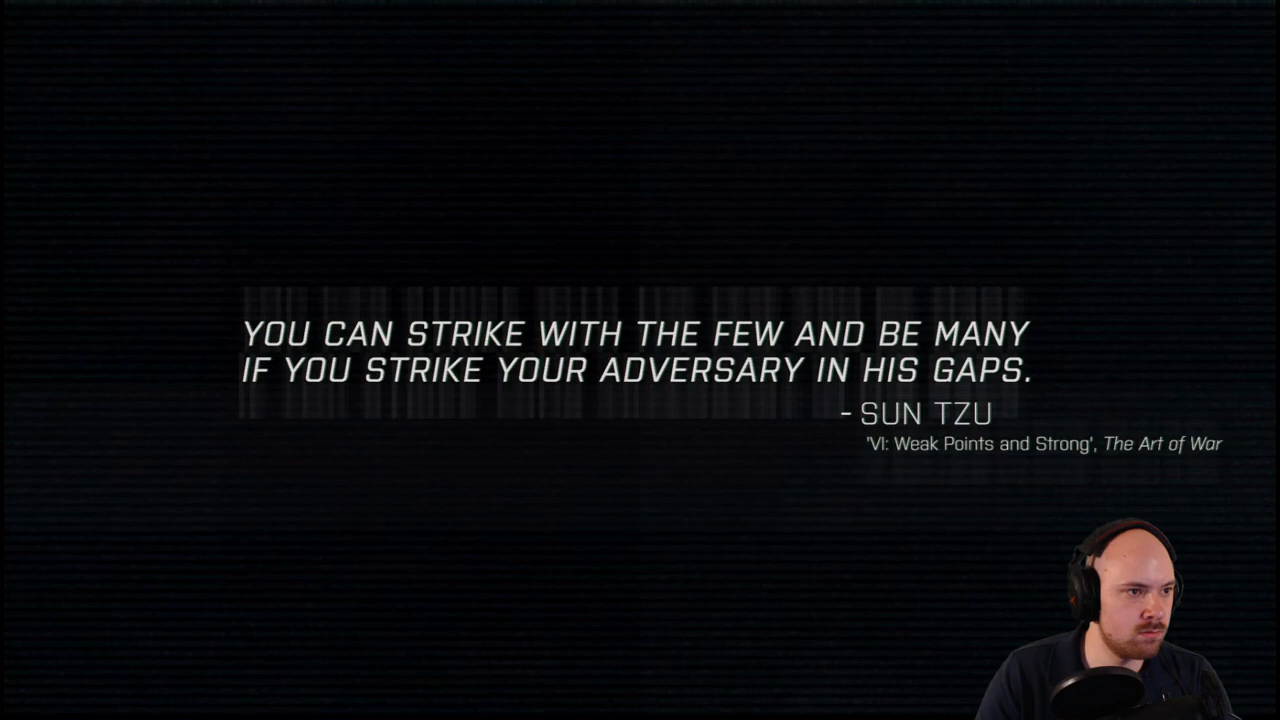 YOU CAN STRIKE WITH THE FEW AND BE MANY
IF YOU STRIKE YOUR ADVERSARY IN HIS GAPS.
- SUN TZU
'VI: Weak Points and Strong', The Art of War